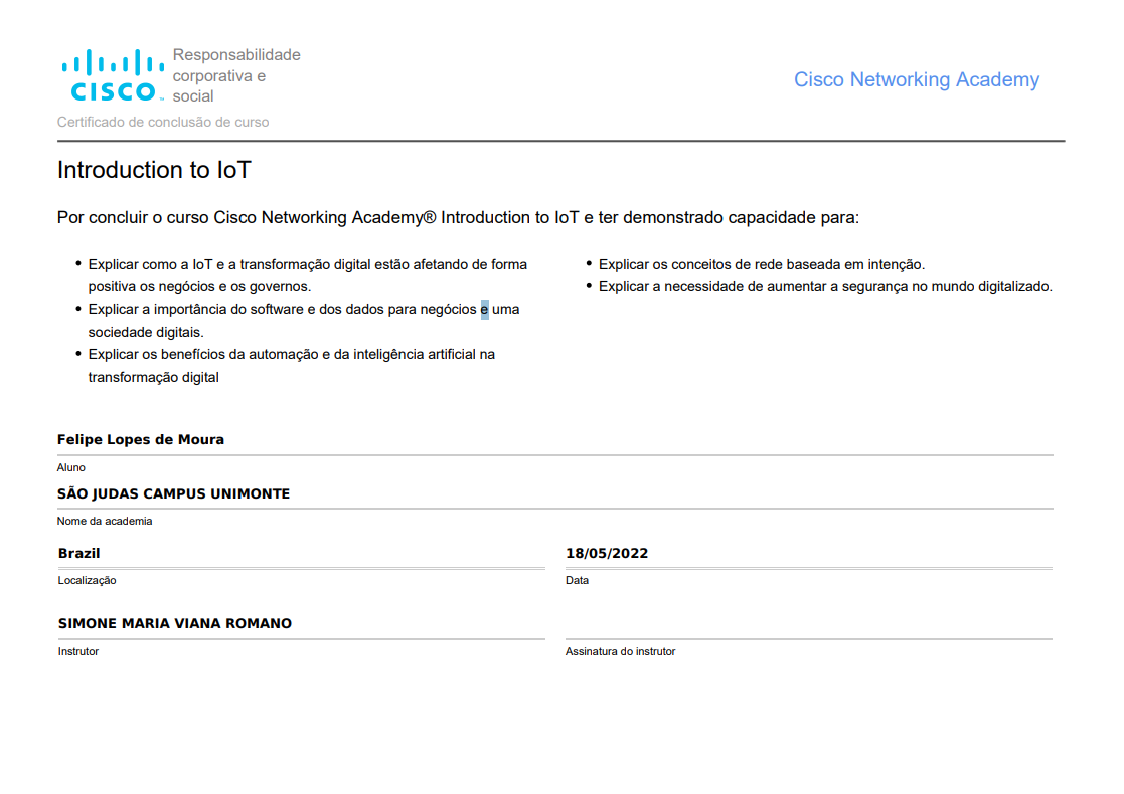 Responsabilidade
corporativa e
social
CISCO
Cisco Networking Academy
Certificado de conclusão de curso
Introduction to IoT
Por concluir o curso Cisco Networking Academy® Introduction to IoT e ter demonstrado capacidade para:
• Explicar como a IoT e a transformação digital estão afetando de forma
positiva os negócios e os governos.
• Explicar a importância do software e dos dados para negócios e uma
sociedade digitais.
• Explicar os benefícios da automação e da inteligência artificial na
transformação digital
• Explicar os conceitos de rede baseada em intenção.
• Explicar a necessidade de aumentar a segurança no mundo digitalizado.
Felipe Lopes de Moura
Aluno
SÃO JUDAS CAMPUS UNIMONTE
Nome da academia
Brazil
Localização
18/05/2022
Data
SIMONE MARIA VIANA ROMANO
Instrutor
Assinatura do instrutor